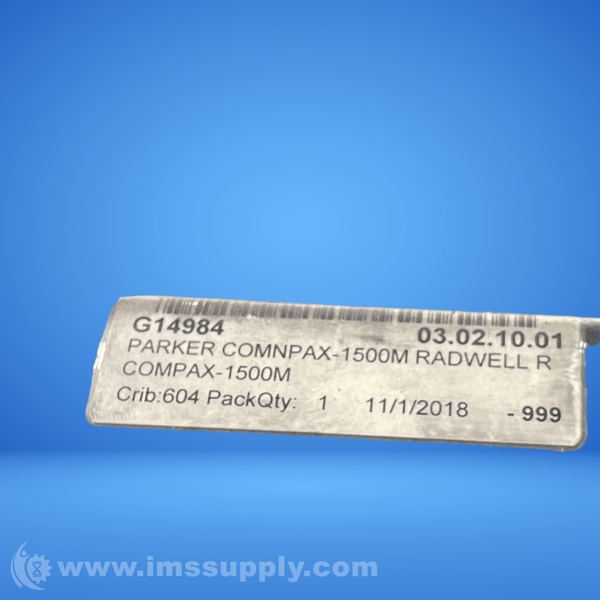 G14984 03.02.10.01
PARKER COMNPAX-1500M RADWELL R
COMPAX-1500M
Crib:604 PackQty: 1 11/1/2018 - 999
www.imssupply.com